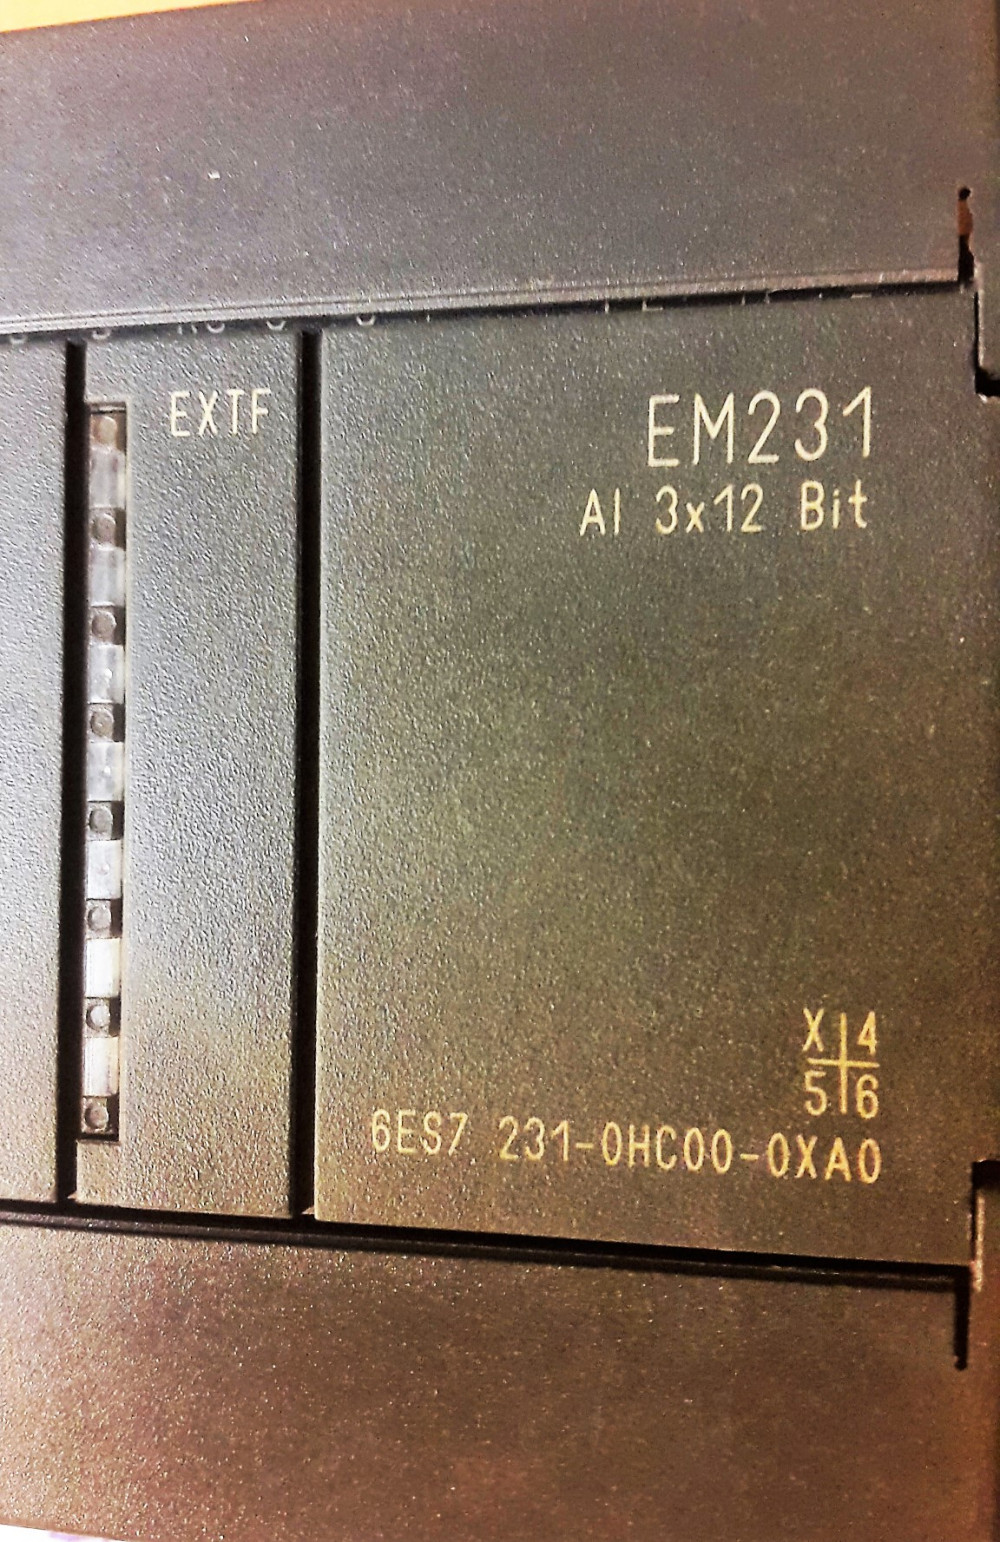 EXTF
EM231
AI 3x12 Bit
X 4
5 6
6ES7 231-0HC00-0XA0